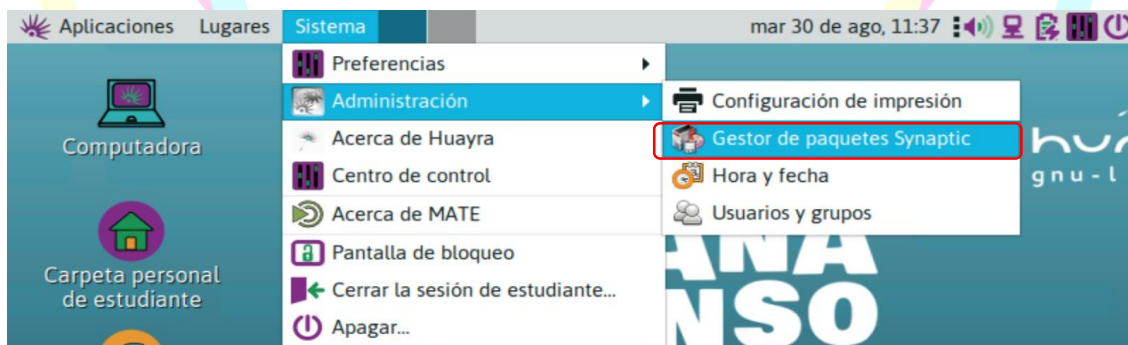 Aplicaciones Lugares Sistema mar 30 de ago, 11:37
Preferencias
Administración
Acerca de Huayra
Centro de control
Acerca de MATE
Pantalla de bloqueo
Cerrar la sesión de estudiante...
Apagar...
Configuración de impresión
Gestor de paquetes Synaptic
Hora y fecha
Usuarios y grupos
Computadora
Carpeta personal
de estudiante
gnu-l
ANA
NSO